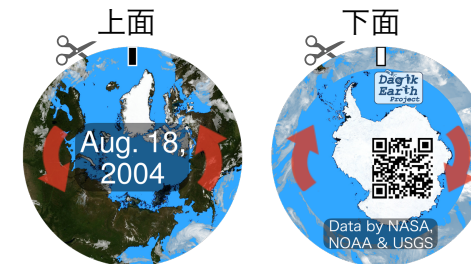 上面
下面
Aug. 18,
2004
Dagik
Earth
Project
Data by NASA,
NOAA & USGS